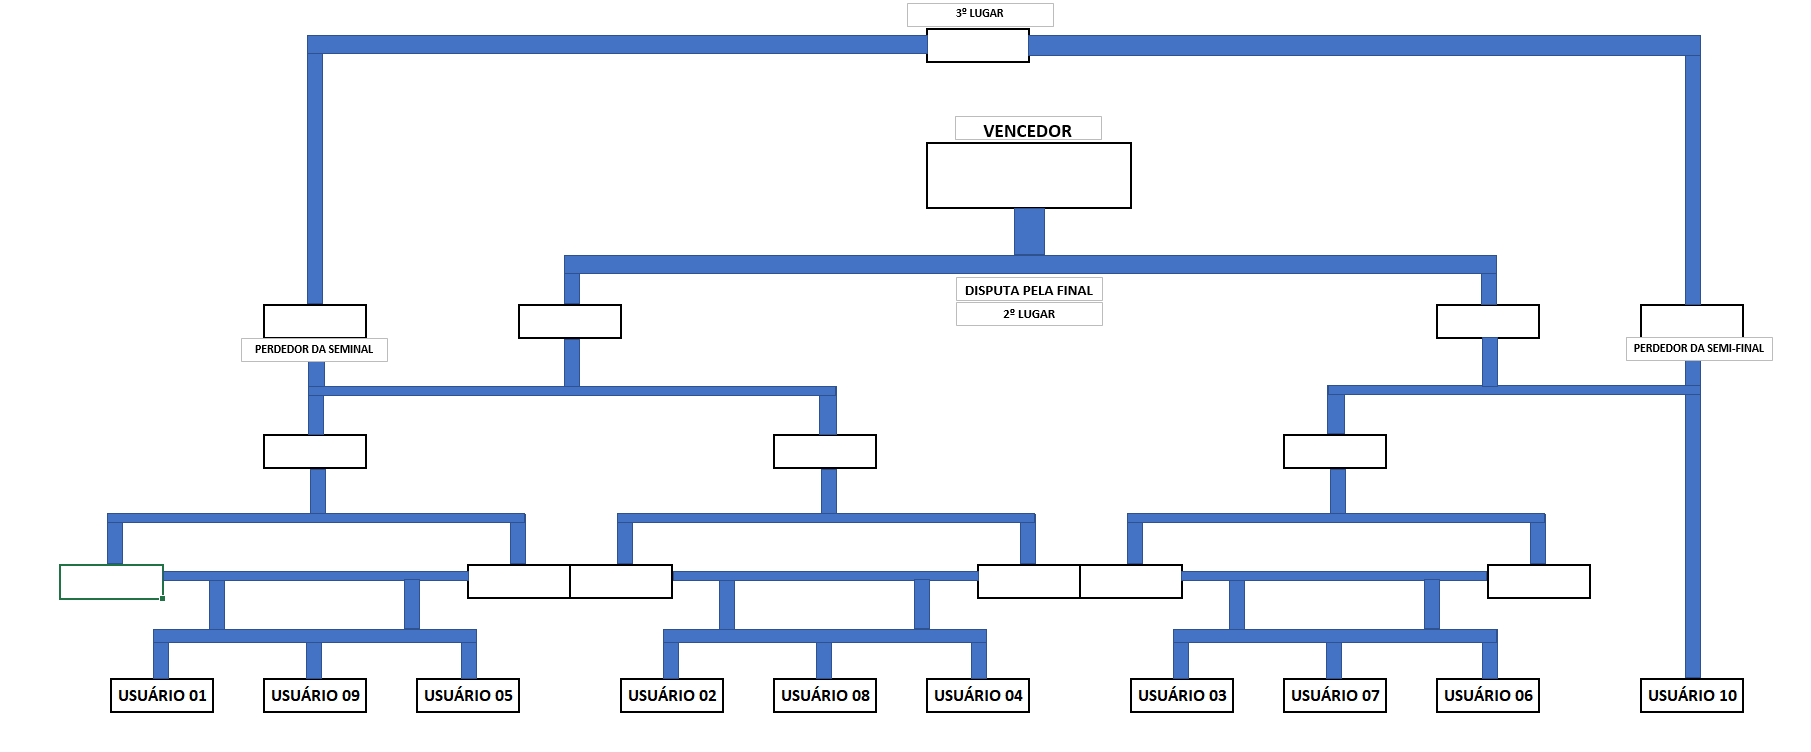 3º LUGAR
VENCEDOR
DISPUTA PELA FINAL
2º LUGAR
PERDEDOR DA SEMINAL
PERDEDOR DA SEMI-FINAL
USUÁRIO 01
USUÁRIO 09
USUÁRIO 05
USUÁRIO 02
USUÁRIO 08
USUÁRIO 04
USUÁRIO 03
USUÁRIO 07
USUÁRIO 06
USUÁRIO 10